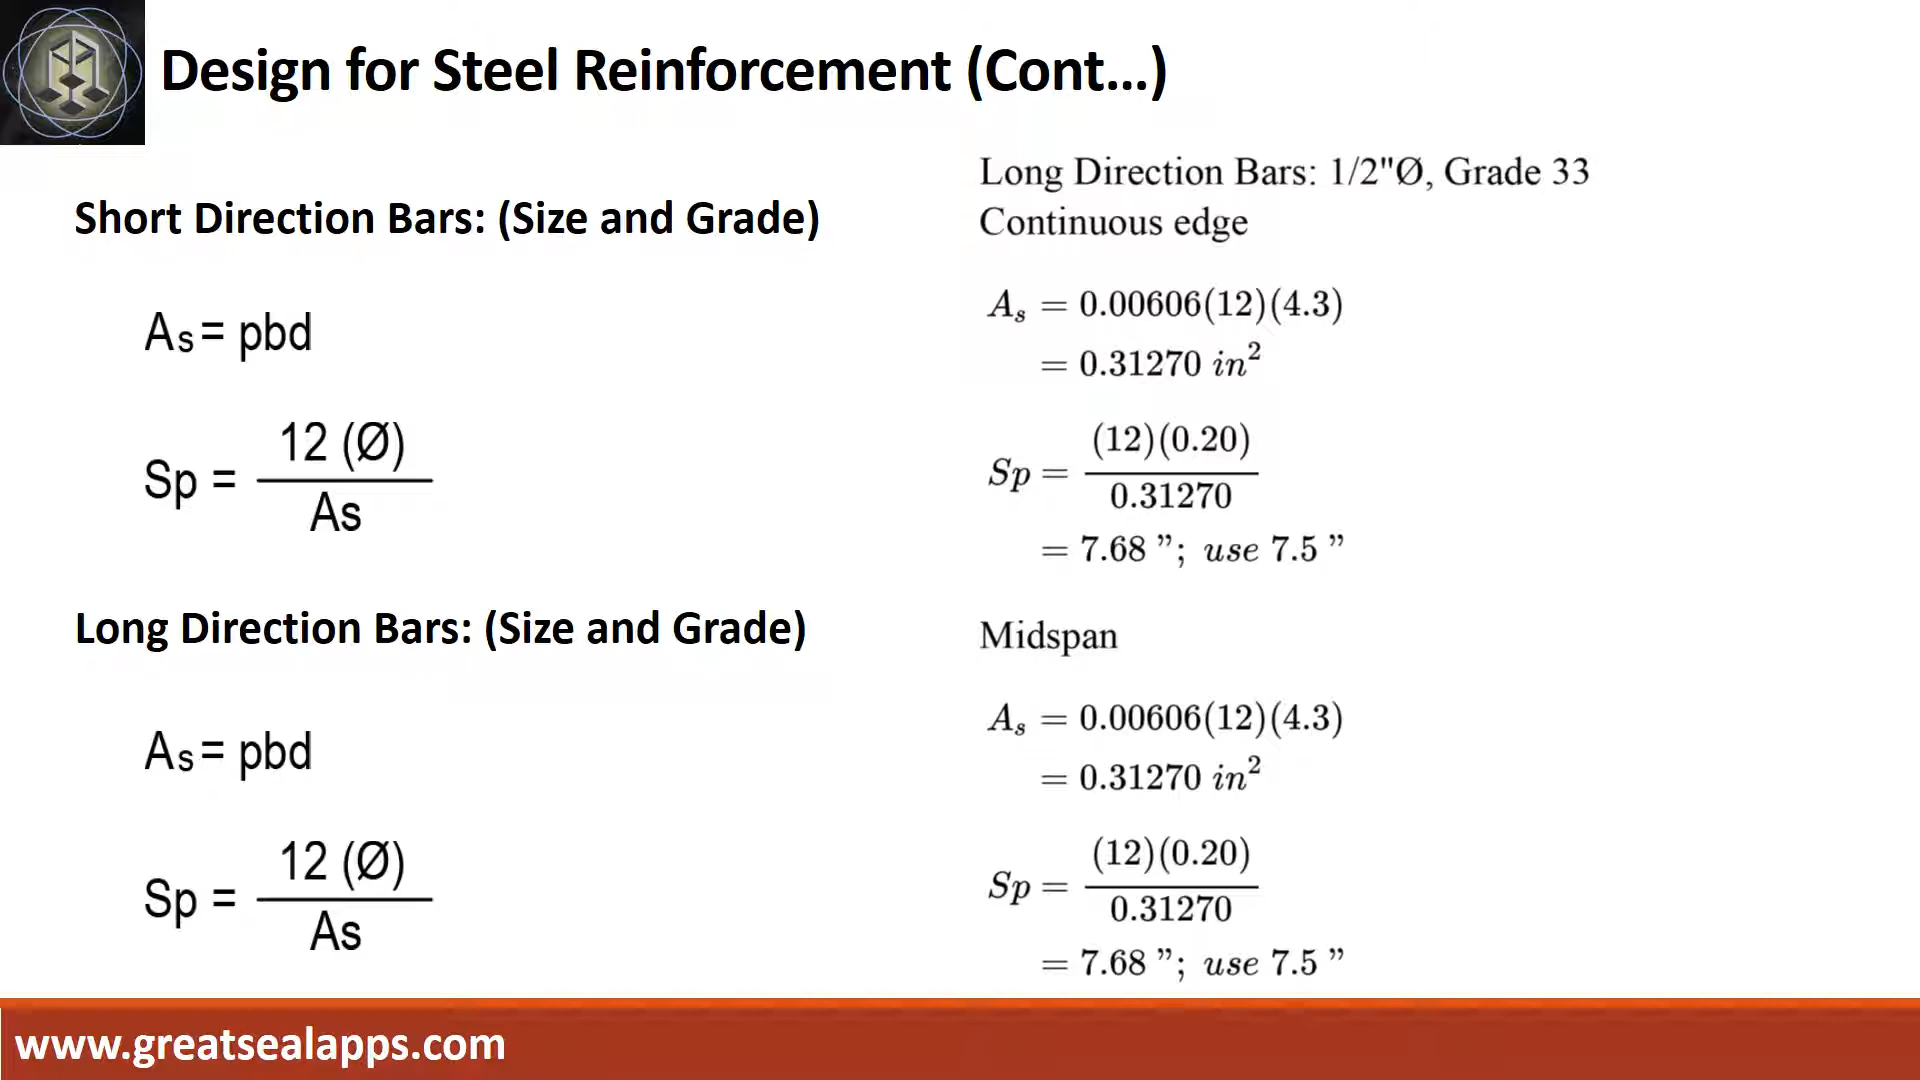 Design for Steel Reinforcement (Cont...)
Short Direction Bars: (Size and Grade)
As = pbd
Sp = 12 (Ø) / As
Long Direction Bars: (Size and Grade)
As = pbd
Sp = 12 (Ø) / As
Long Direction Bars: 1/2"Ø, Grade 33
Continuous edge
As = 0.00606(12)(4.3)
= 0.31270 in²
Sp = (12)(0.20) / 0.31270
= 7.68 ”; use 7.5 ”
Midspan
As = 0.00606(12)(4.3)
= 0.31270 in²
Sp = (12)(0.20) / 0.31270
= 7.68 ”; use 7.5 ”
www.greatsealapps.com